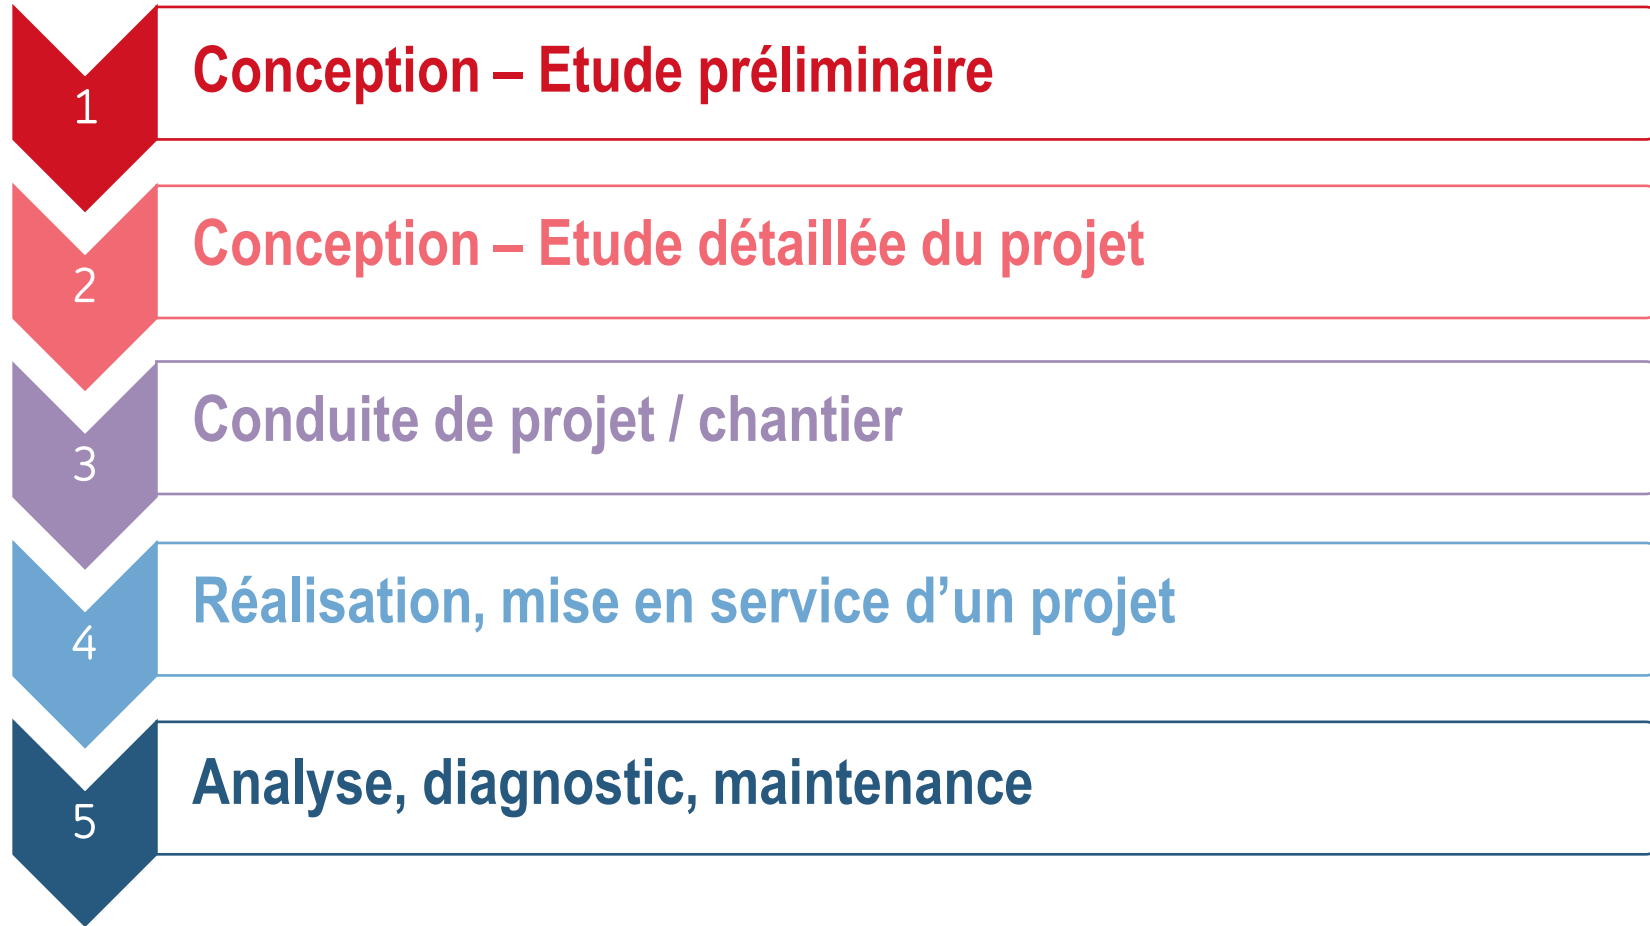 1
Conception – Etude préliminaire
2
Conception – Etude détaillée du projet
3
Conduite de projet / chantier
4
Réalisation, mise en service d’un projet
5
Analyse, diagnostic, maintenance